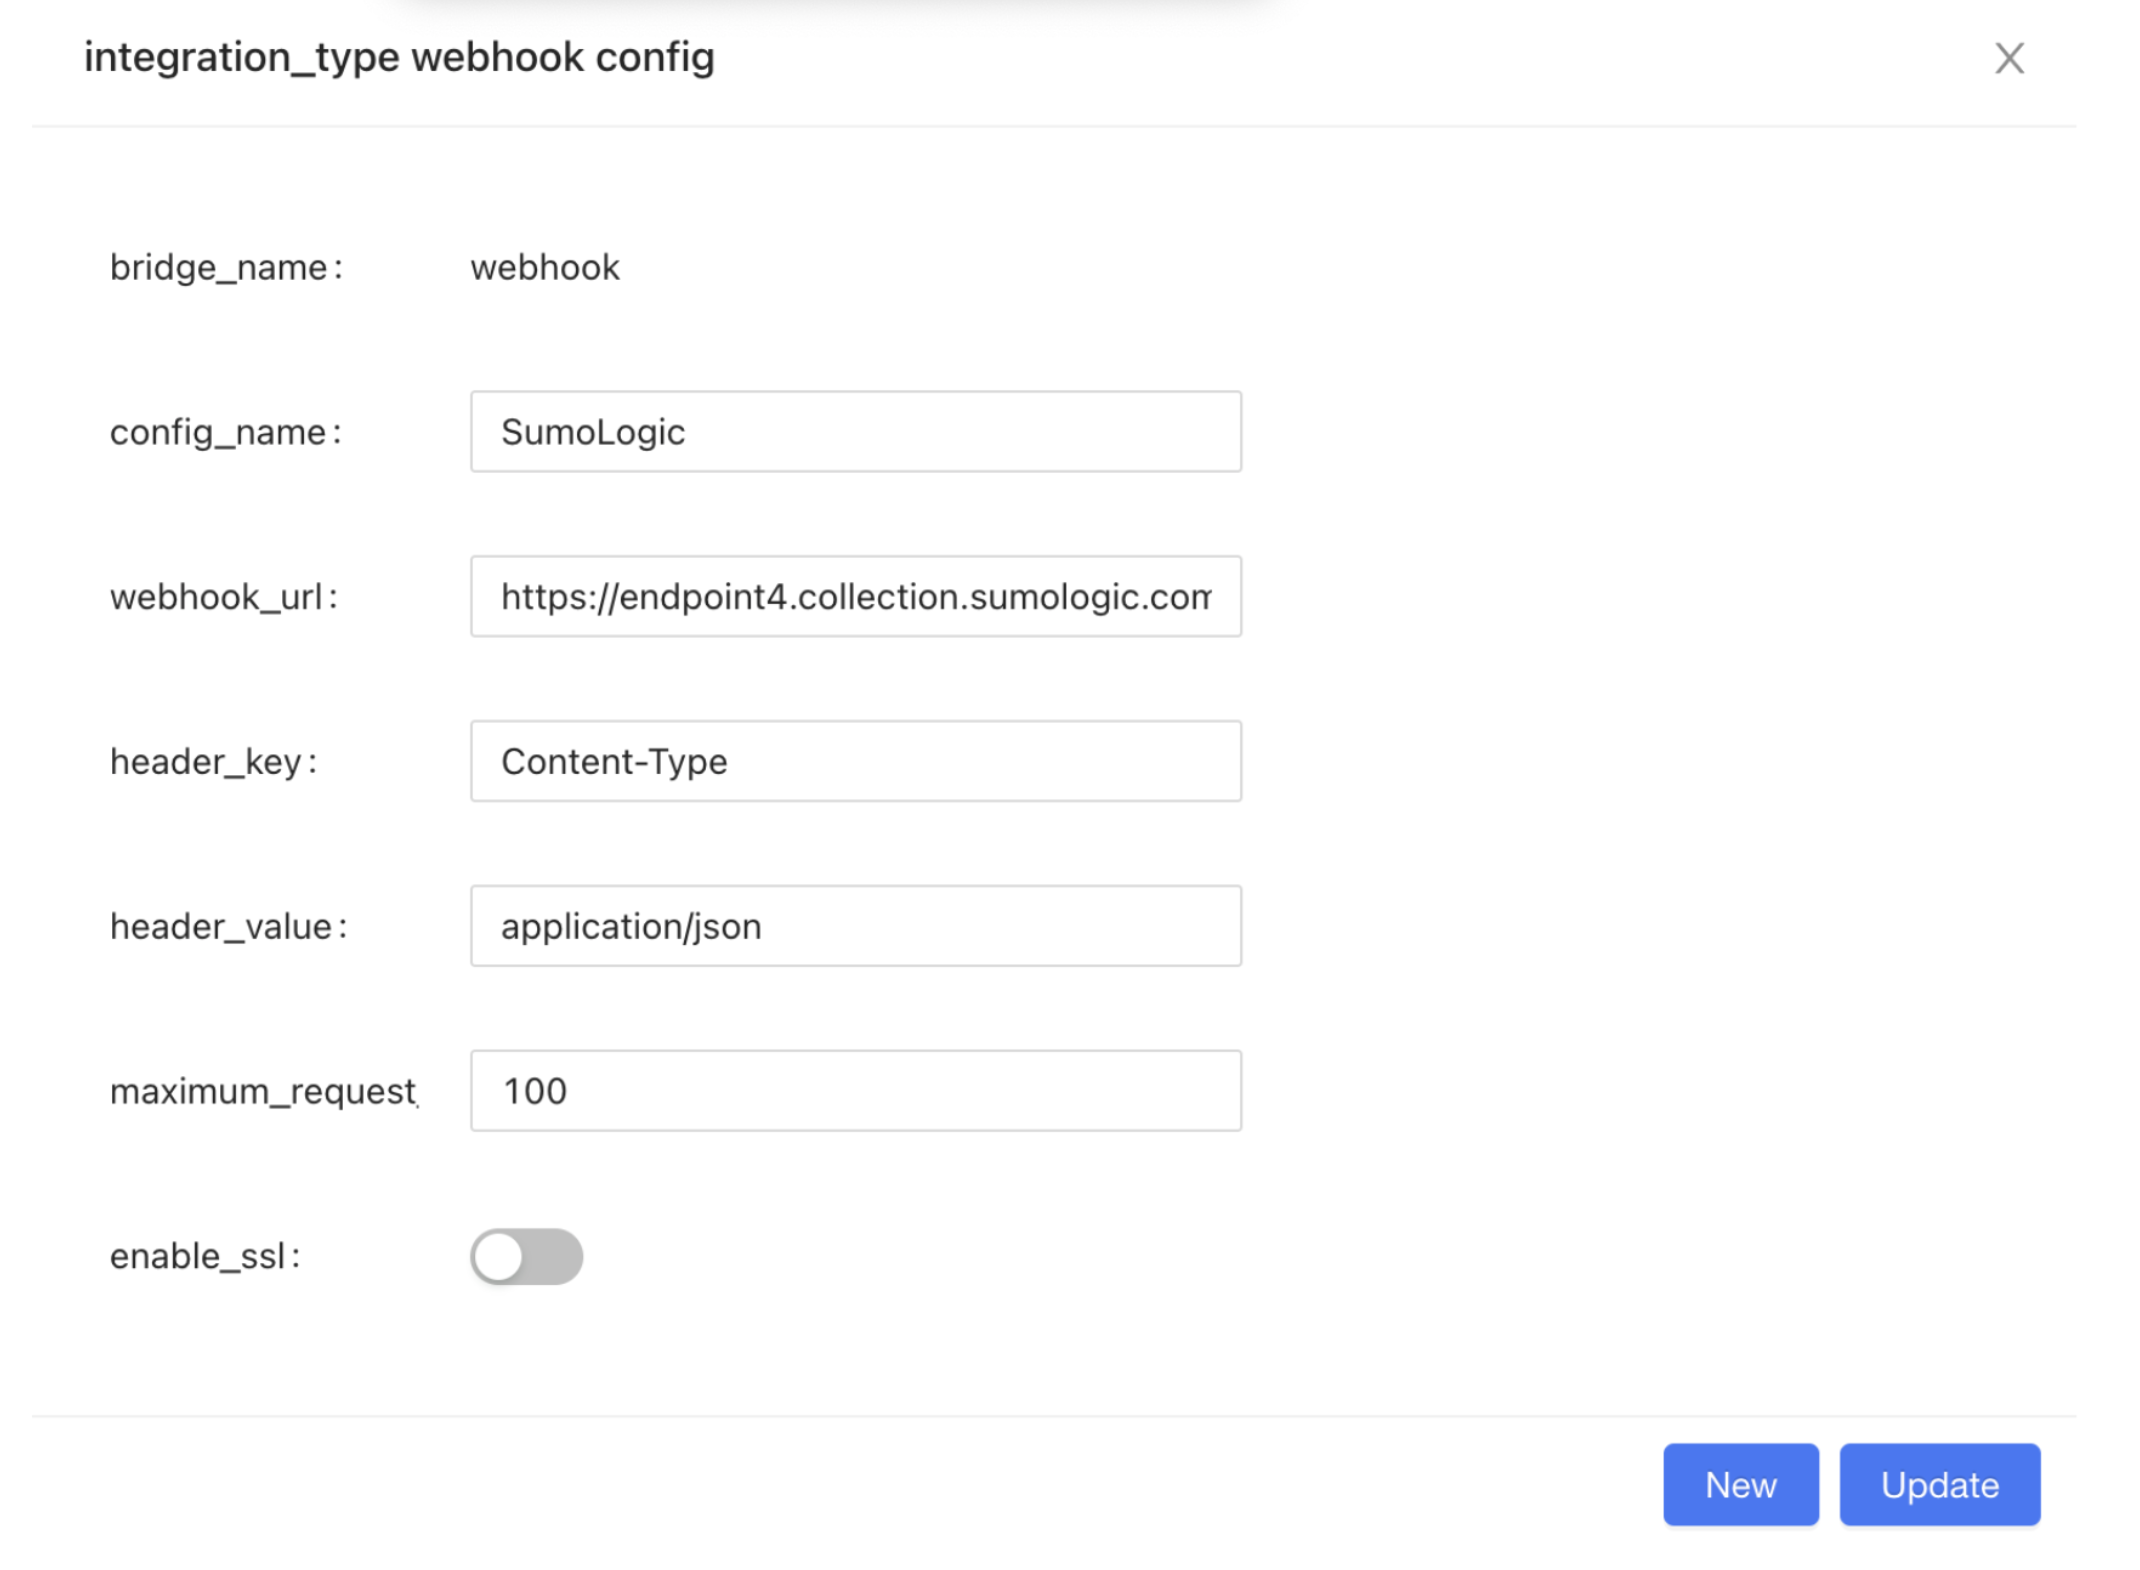 integration_type webhook config
bridge_name: webhook
config_name: SumoLogic
webhook_url: https://endpoint4.collection.sumologic.com
header_key: Content-Type
header_value: application/json
maximum_request_ 100
enable_ssl:
New Update